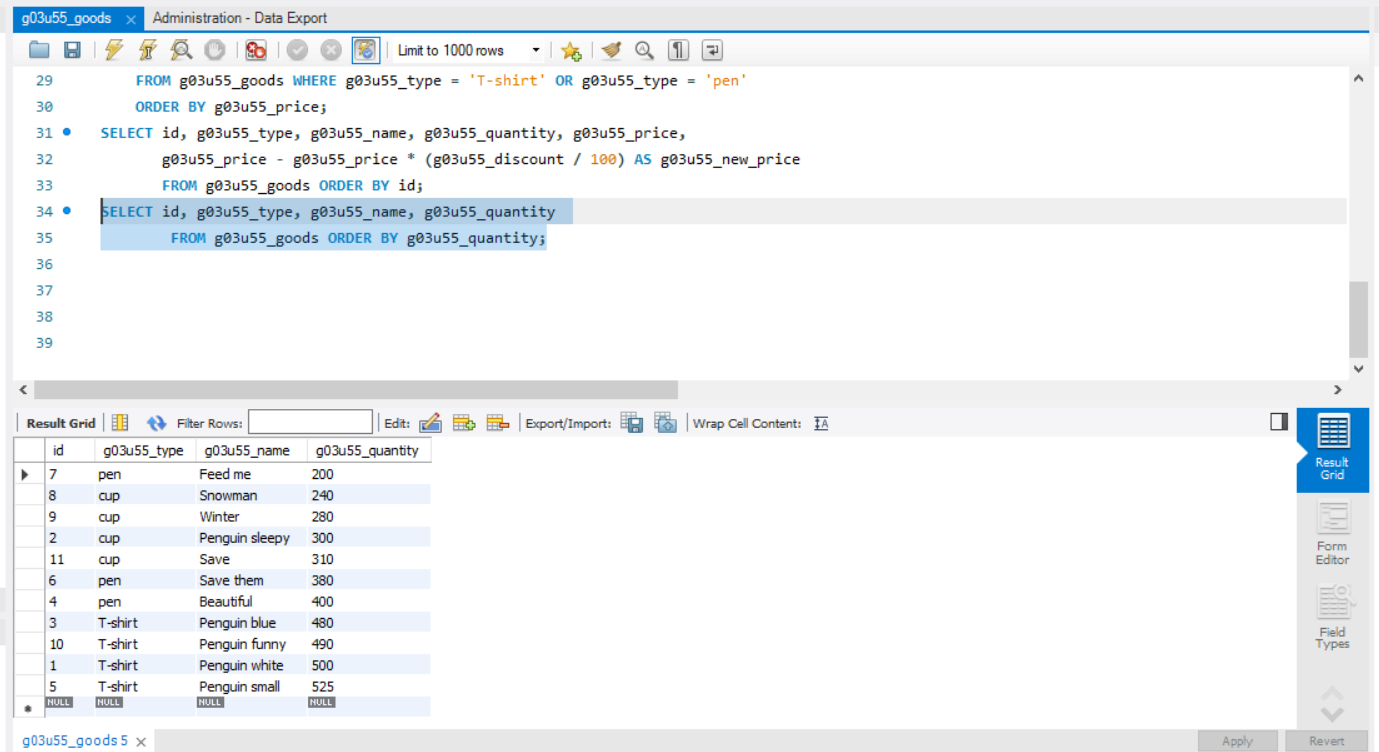 g03u55_goods × Administration - Data Export
Limit to 1000 rows
29 FROM g03u55_goods WHERE g03u55_type = 'T-shirt' OR g03u55_type = 'pen'
30 ORDER BY g03u55_price;
31 SELECT id, g03u55_type, g03u55_name, g03u55_quantity, g03u55_price,
32 g03u55_price - g03u55_price * (g03u55_discount / 100) AS g03u55_new_price
33 FROM g03u55_goods ORDER BY id;
34 SELECT id, g03u55_type, g03u55_name, g03u55_quantity
35 FROM g03u55_goods ORDER BY g03u55_quantity;
36
37
38
39
Result Grid Filter Rows: Edit: Export/Import: Wrap Cell Content: IA
id g03u55_type g03u55_name g03u55_quantity
7 pen Feed me 200
8 cup Snowman 240
9 cup Winter 280
2 cup Penguin sleepy 300
11 cup Save 310
6 pen Save them 380
4 pen Beautiful 400
3 T-shirt Penguin blue 480
10 T-shirt Penguin funny 490
1 T-shirt Penguin white 500
5 T-shirt Penguin small 525
NULL NULL NULL NULL
Result
Grid
Form
Editor
Field
Types
g03u55_goods 5 × Apply Revert